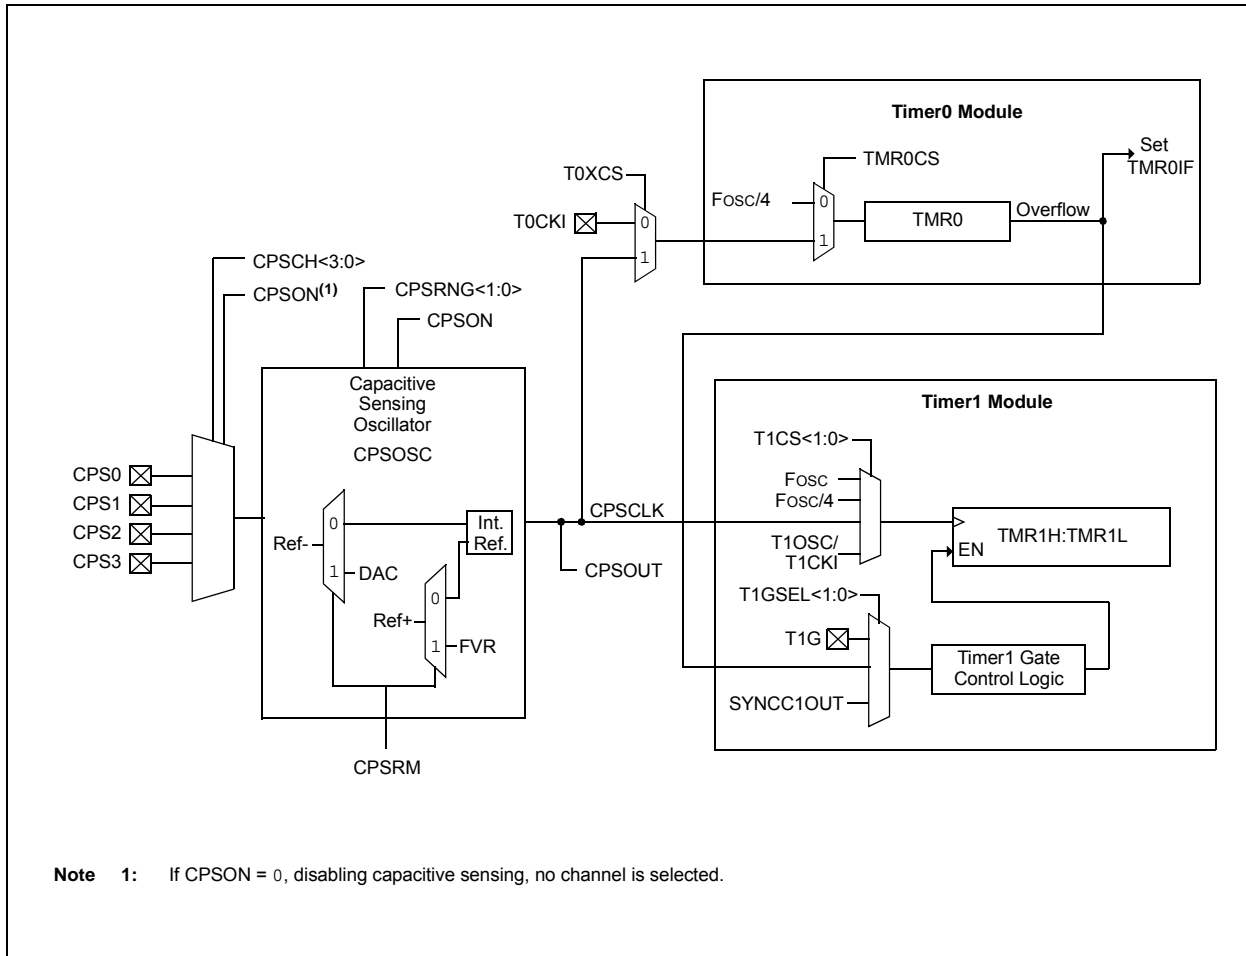 Timer0 Module
Set
TMR0IF
TMR0CS
T0XCS
FOSC/4
0
T0CKI
0
TMR0
Overflow
1
1
CPSCH<3:0>
CPSON(1)
CPSRNG<1:0>
CPSON
Capacitive
Sensing
Oscillator
CPSOSC
Timer1 Module
T1CS<1:0>
FOSC
FOSC/4
CPS0
CPS1
CPS2
CPS3
0
Ref-
1
DAC
Int.
Ref.
0
Ref+
1
FVR
CPSCLK
CPSOUT
T1OSC/
T1CKI
EN
TMR1H:TMR1L
T1GSEL<1:0>
T1G
Timer1 Gate
Control Logic
SYNCC1OUT
CPSRM
Note 1: If CPSON = 0, disabling capacitive sensing, no channel is selected.